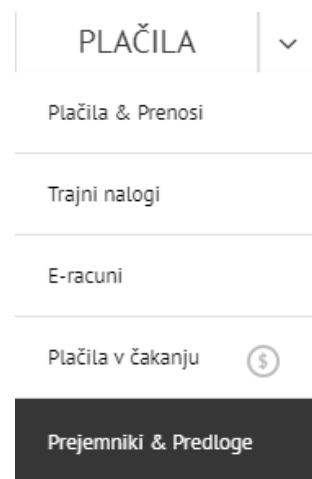 PLAČILA
Plačila & Prenosi
Trajni nalogi
E-racuni
Plačila v čakanju $
Prejemniki & Predloge